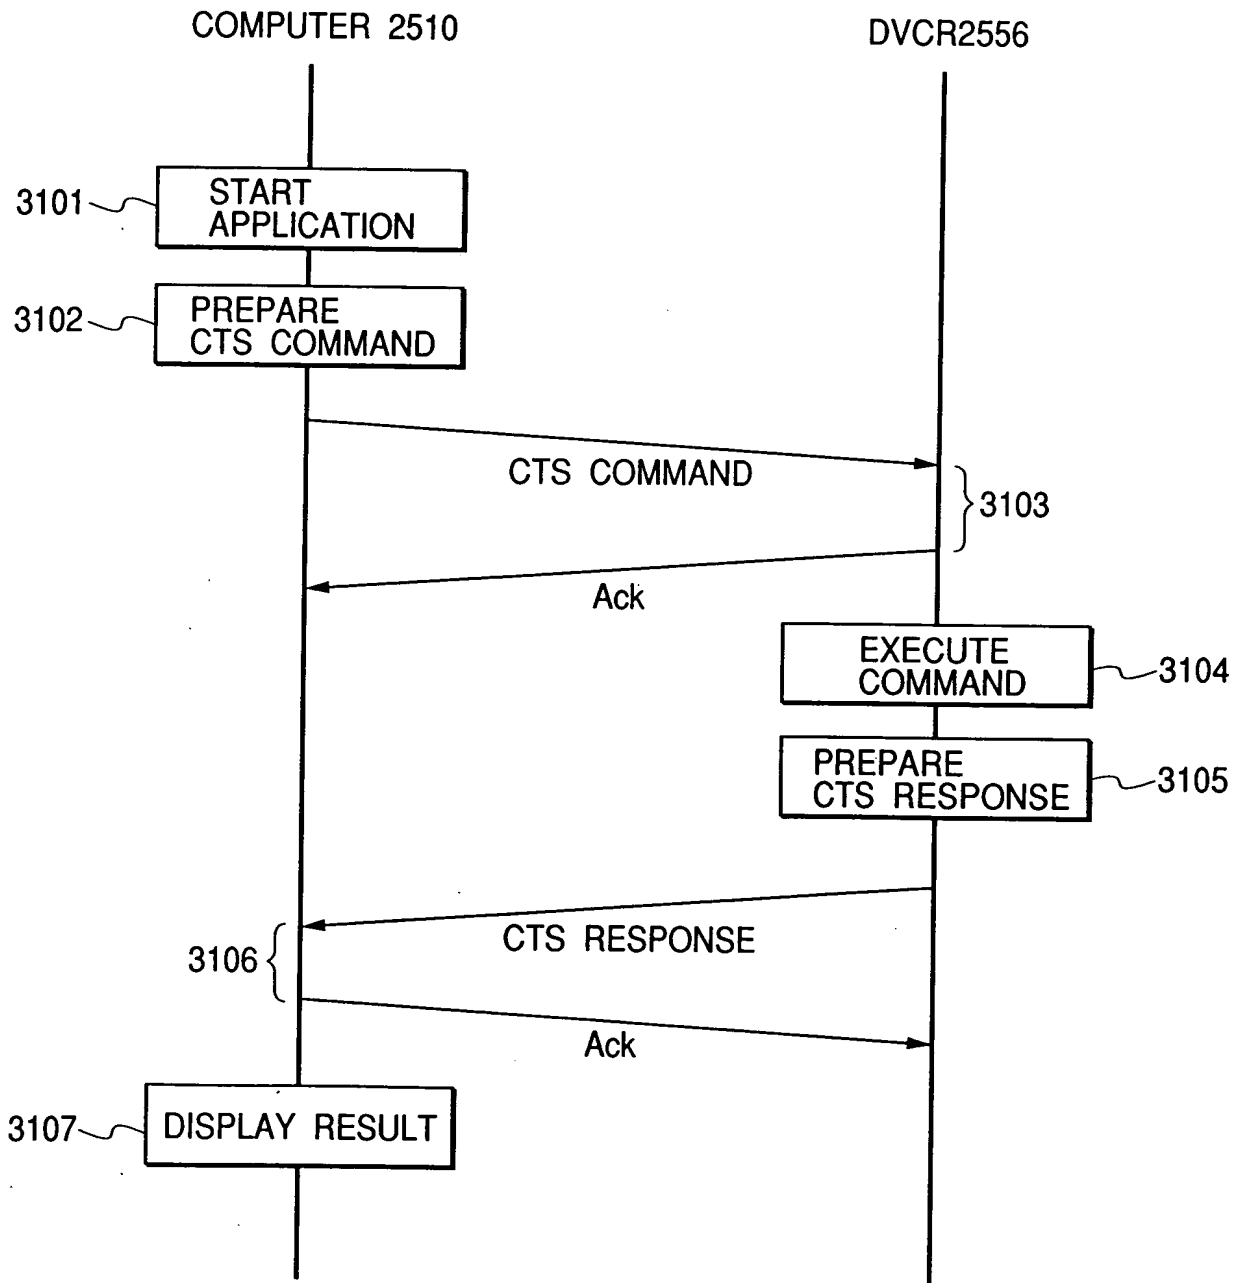 COMPUTER 2510
DVCR2556
3101
START
APPLICATION
3102
PREPARE
CTS COMMAND
CTS COMMAND
3103
Ack
EXECUTE
COMMAND
3104
PREPARE
CTS RESPONSE
3105
CTS RESPONSE
3106
Ack
3107
DISPLAY RESULT